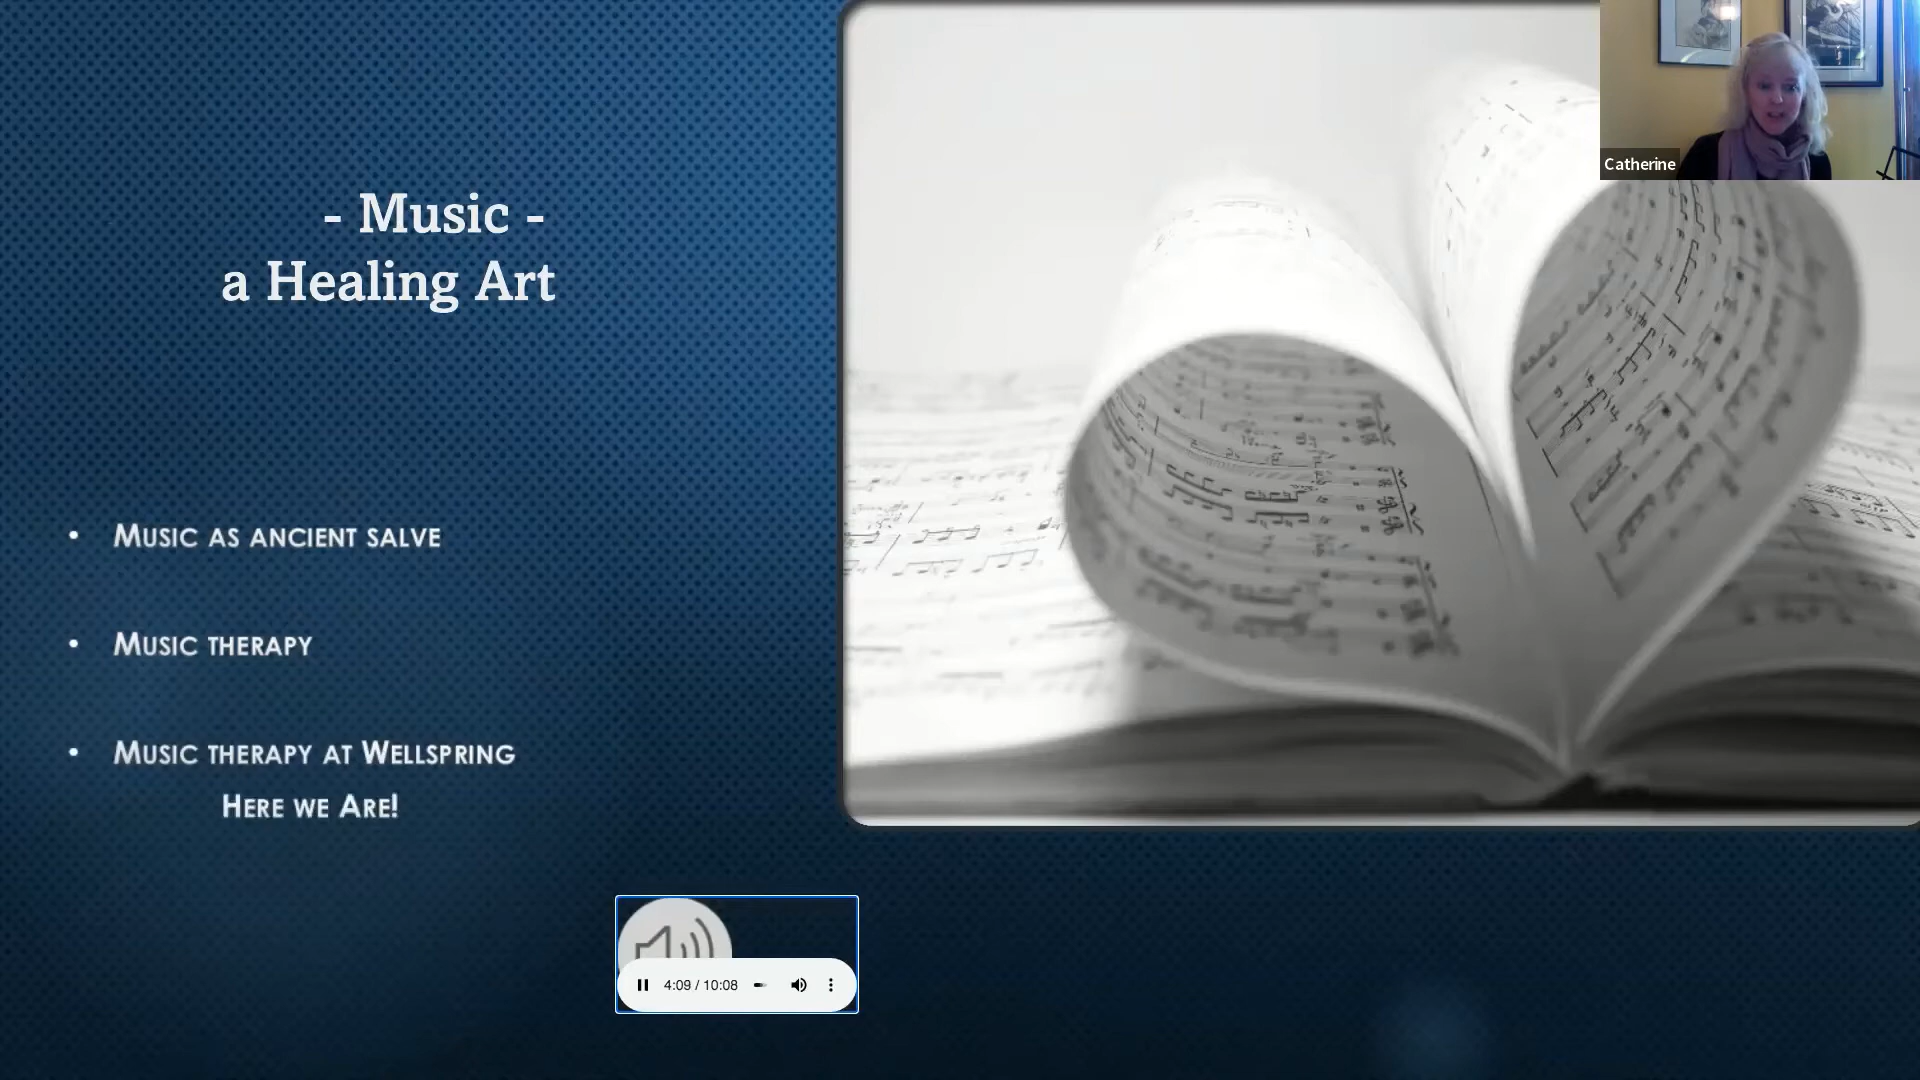 - Music -
a Healing Art
Catherine
• Music as ancient salve
• Music therapy
• Music therapy at Wellspring
Here we Are!
4:09 / 10:08